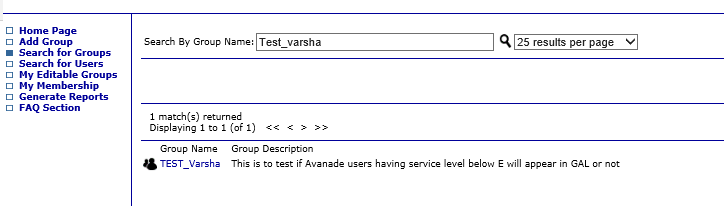 Home Page
Add Group
Search for Groups
Search for Users
My Editable Groups
My Membership
Generate Reports
FAQ Section
Search By Group Name: Test_varsha 25 results per page
1 match(s) returned
Displaying 1 to 1 (of 1) << < > >>
Group Name Group Description
TEST_Varsha This is to test if Avanade users having service level below E will appear in GAL or not